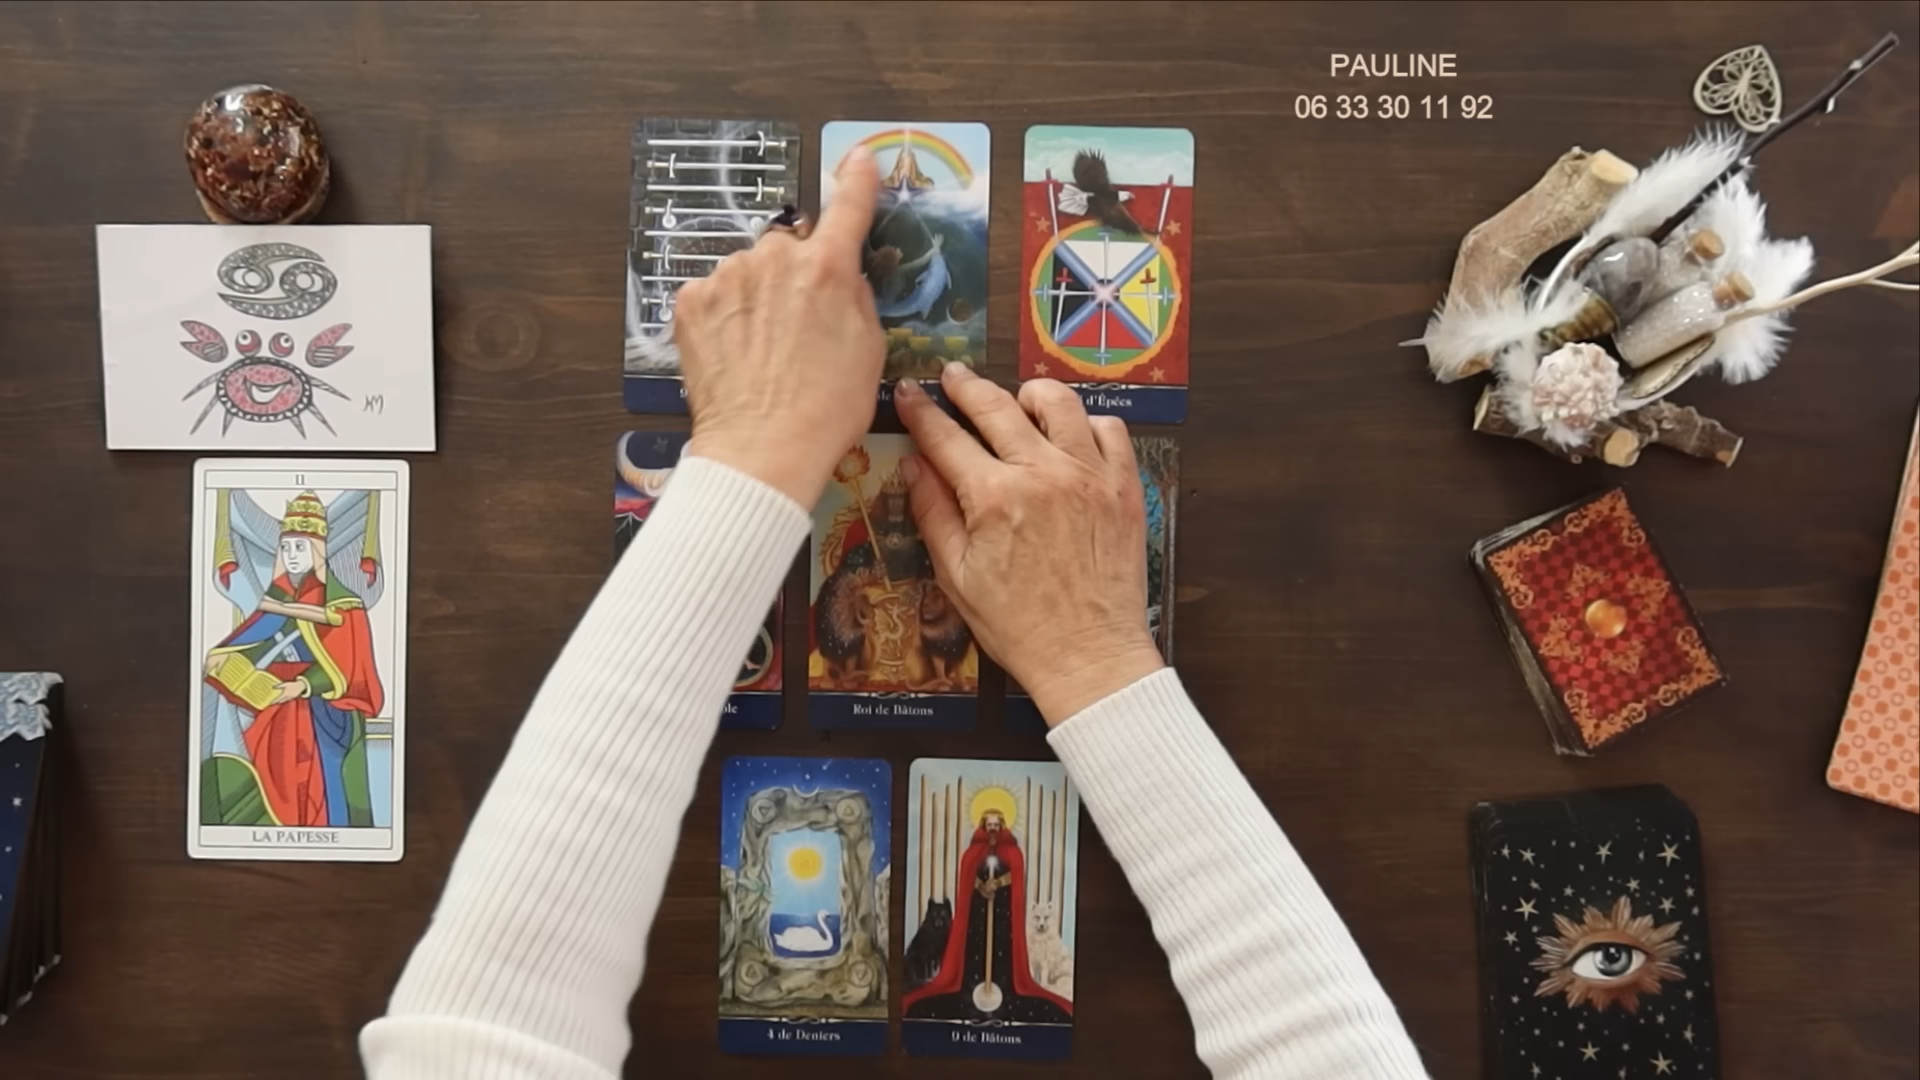 PAULINE
06 33 30 11 92
d'Épées
II
LA PAPESSE
Roi de Bâtons
4 de Deniers
9 de Bâtons